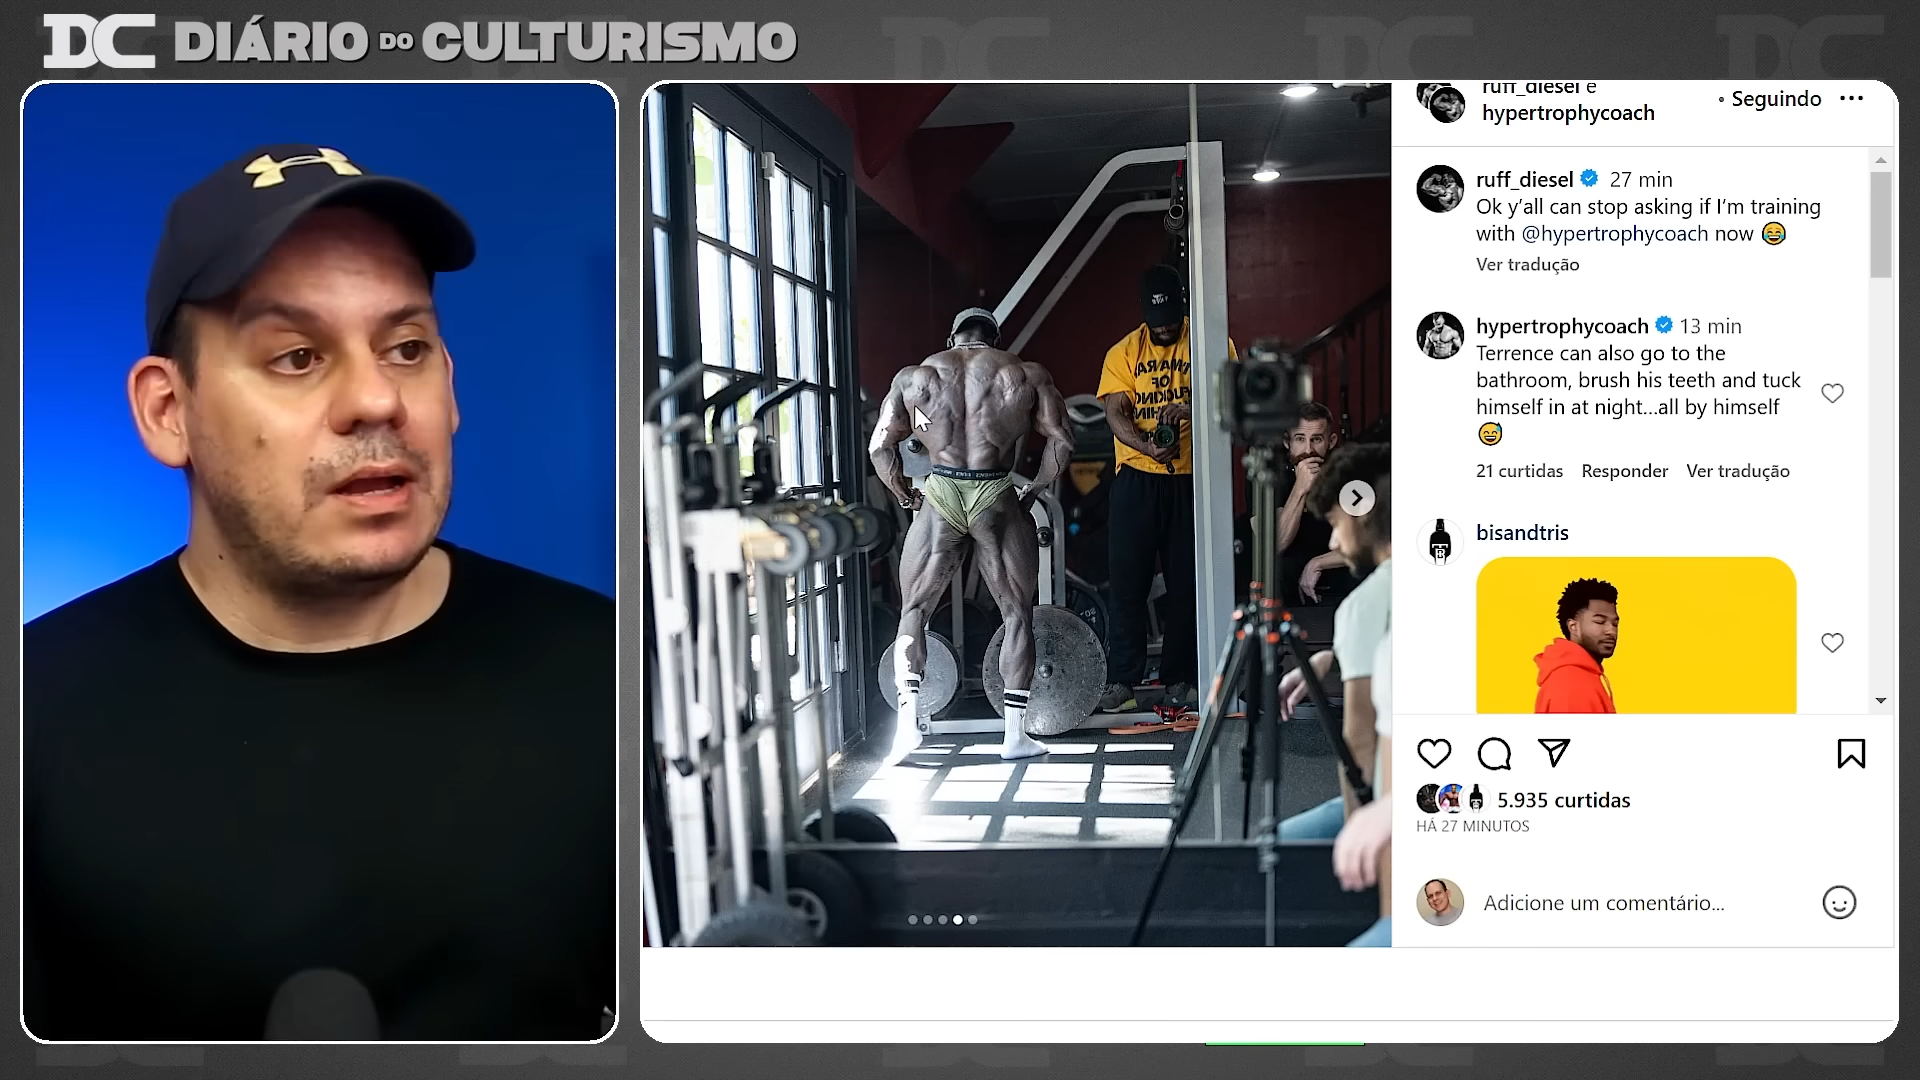 DC DIÁRIO DO CULTURISMO
ruff_diesel e
hypertrophycoach
• Seguindo
ruff_diesel 27 min
Ok y'all can stop asking if I'm training
with @hypertrophycoach now 😂
Ver tradução
hypertrophycoach 13 min
Terrence can also go to the
bathroom, brush his teeth and tuck
himself in at night...all by himself
😅
21 curtidas Responder Ver tradução
bisandtris
5.935 curtidas
HÁ 27 MINUTOS
Adicione um comentário...